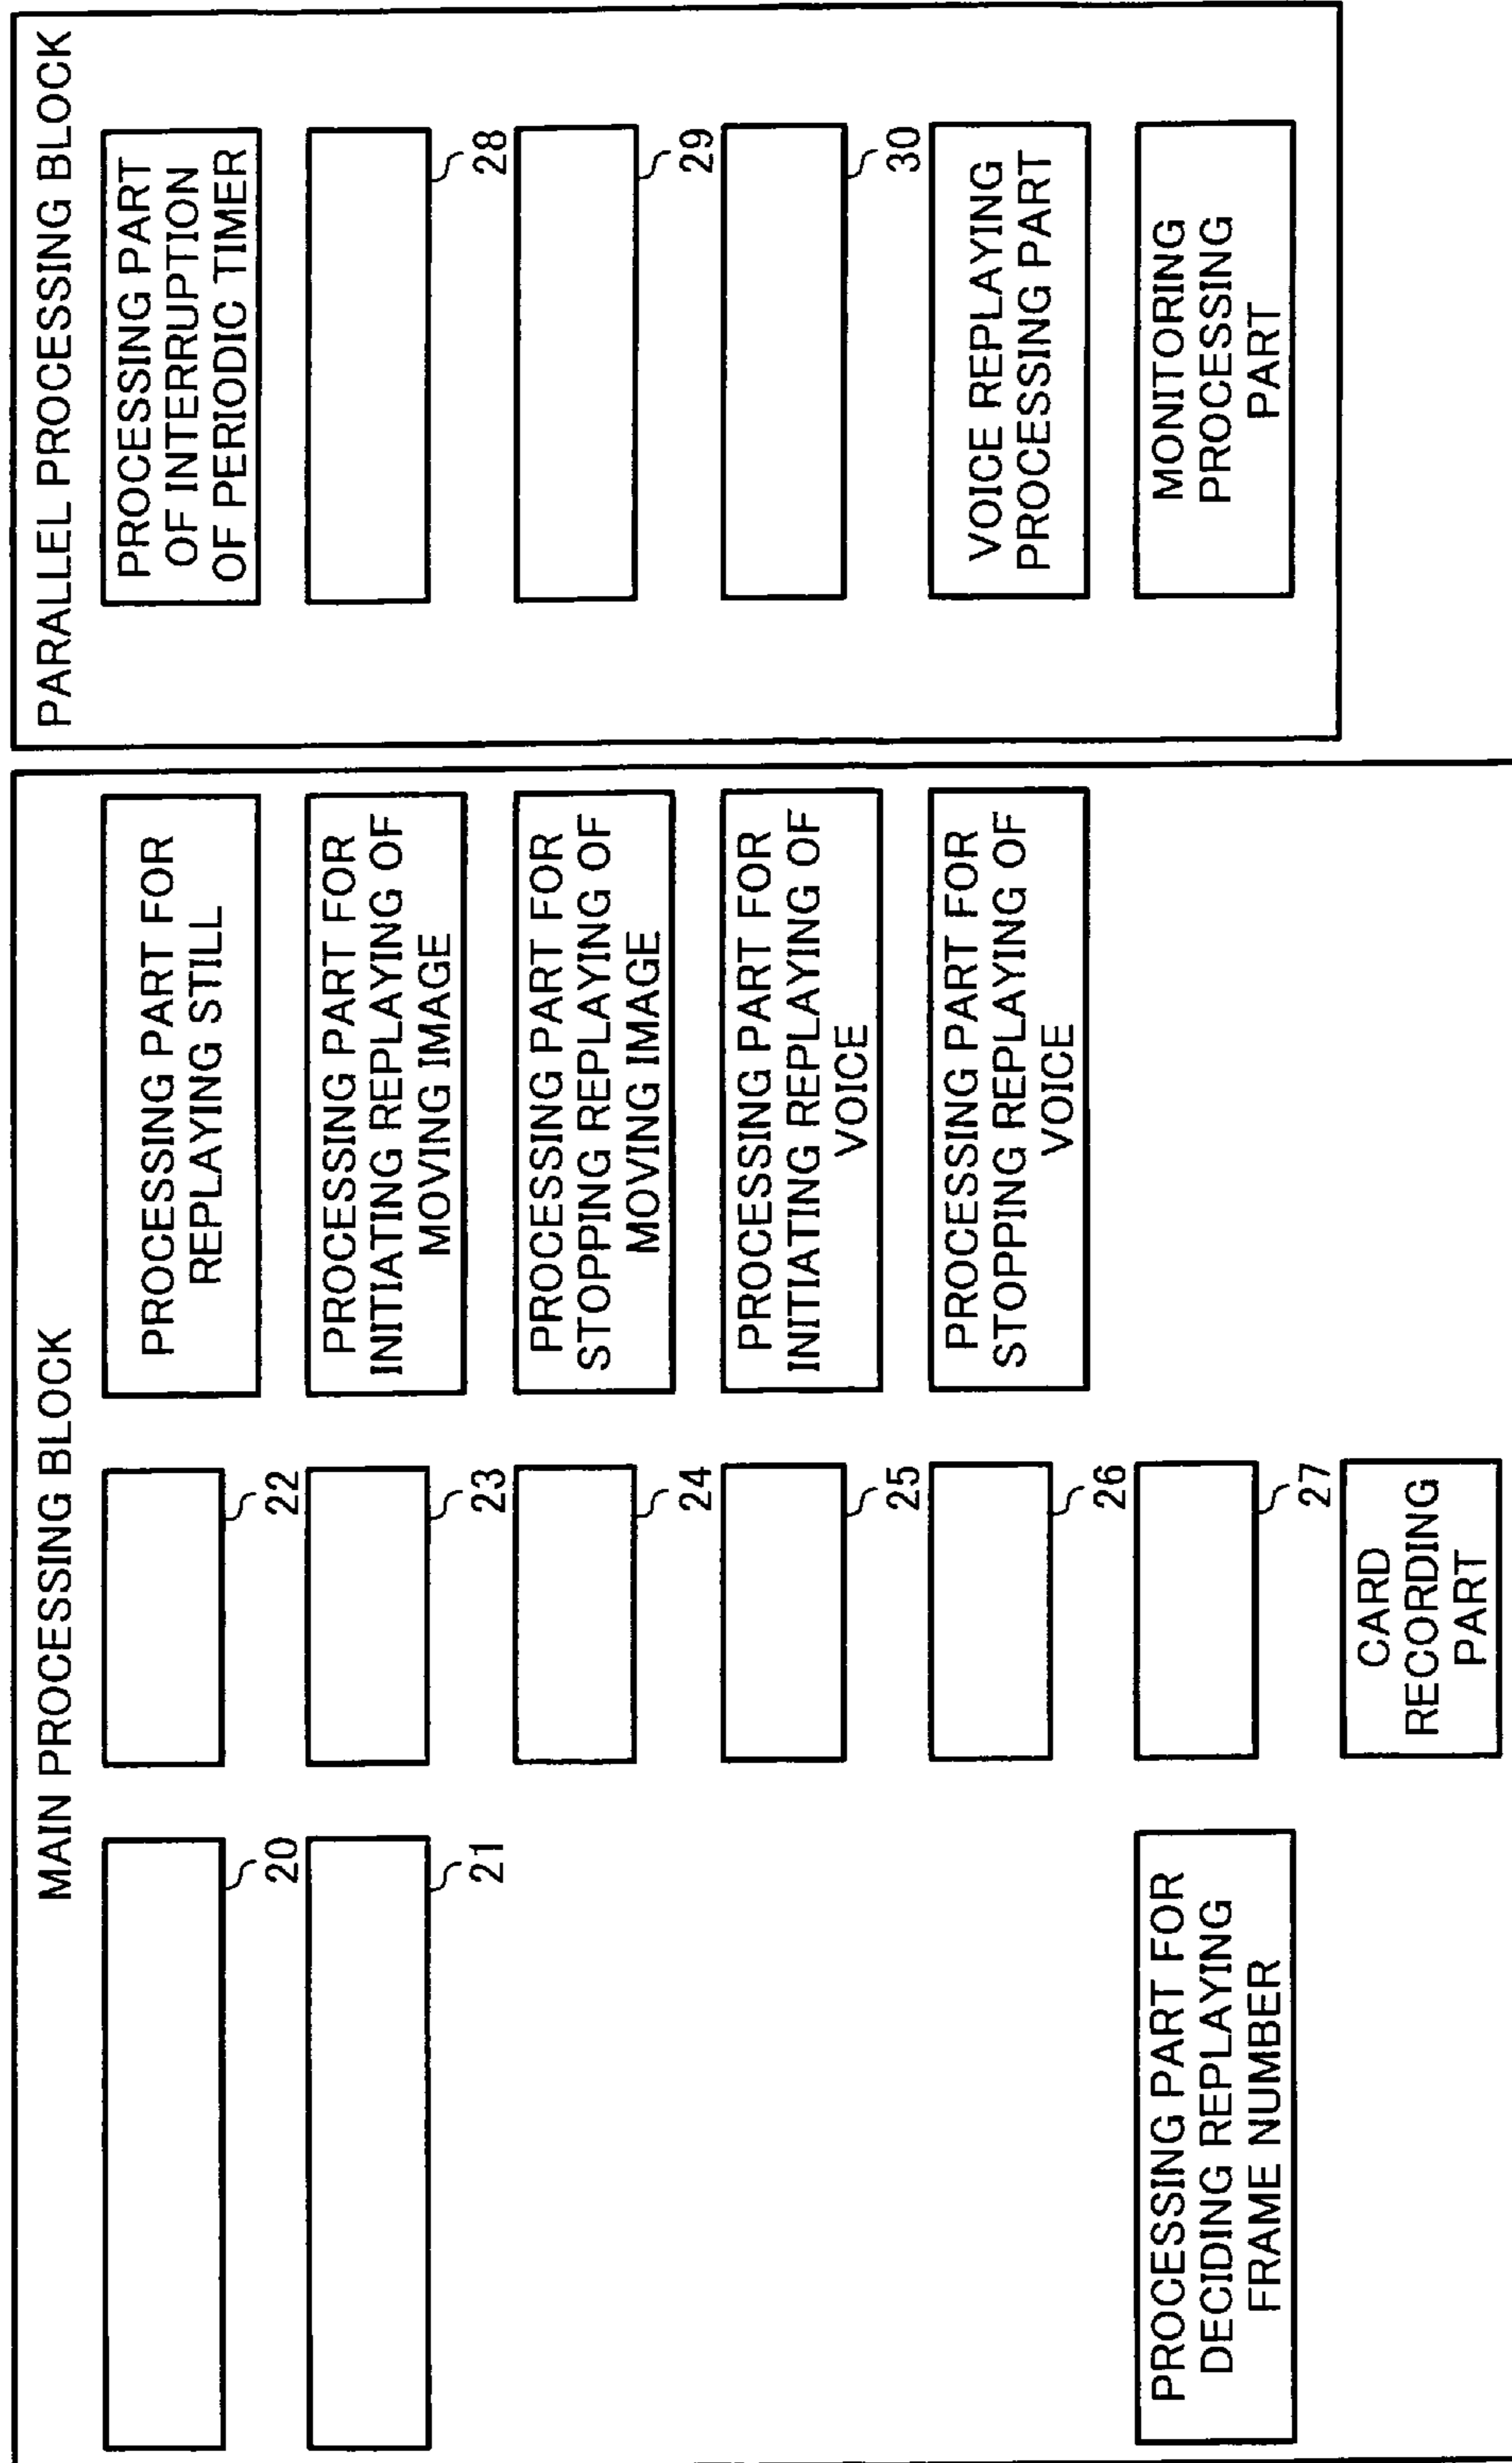 MAIN PROCESSING BLOCK
20
21
PROCESSING PART FOR
DECIDING REPLAYING
FRAME NUMBER
22
23
24
25
26
27
CARD
RECORDING
PART
PROCESSING PART FOR
REPLAYING STILL
PROCESSING PART FOR
INITIATING REPLAYING OF
MOVING IMAGE
PROCESSING PART FOR
STOPPING REPLAYING OF
MOVING IMAGE
PROCESSING PART FOR
INITIATING REPLAYING OF
VOICE
PROCESSING PART FOR
STOPPING REPLAYING OF
VOICE
PARALLEL PROCESSING BLOCK
PROCESSING PART
OF INTERRUPTION
OF PERIODIC TIMER
28
29
30
VOICE REPLAYING
PROCESSING PART
MONITORING
PROCESSING
PART